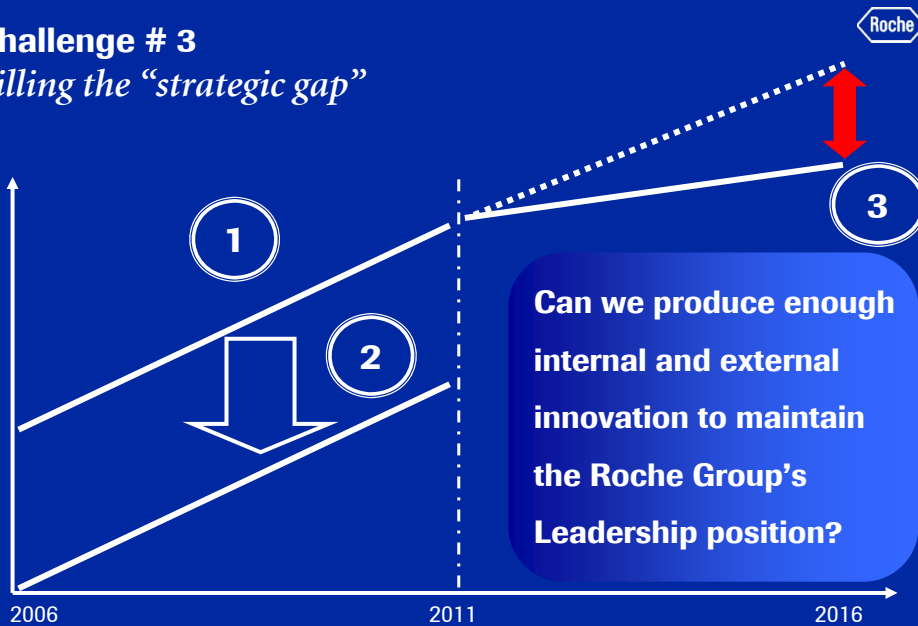 Roche
hallenge # 3
illing the “strategic gap”
1
2
3
Can we produce enough
internal and external
innovation to maintain
the Roche Group’s
Leadership position?
2006
2011
2016